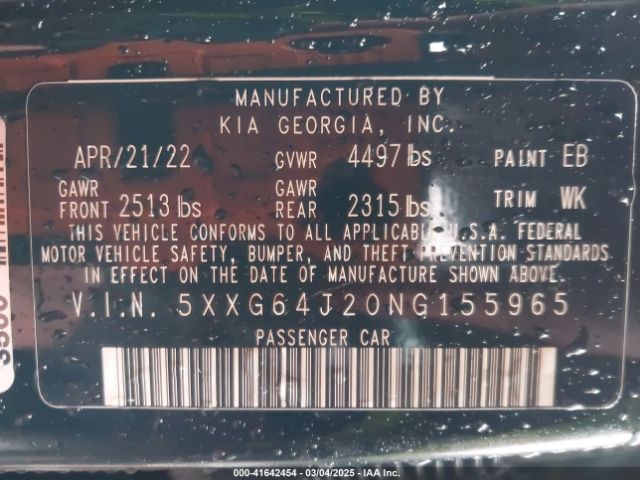 MANUFACTURED BY
KIA GEORGIA, INC.
APR/21/22 GVWR 4497 lbs PAINT EB
GAWR FRONT 2513 lbs GAWR REAR 2315 lbs TRIM WK
THIS VEHICLE CONFORMS TO ALL APPLICABLE U.S.A. FEDERAL
MOTOR VEHICLE SAFETY, BUMPER, AND THEFT PREVENTION STANDARDS
IN EFFECT ON THE DATE OF MANUFACTURE SHOWN ABOVE.
V.I.N. 5XXG64J20NG155965
PASSENGER CAR
000-41642454 - 03/04/2025 - IAA Inc.